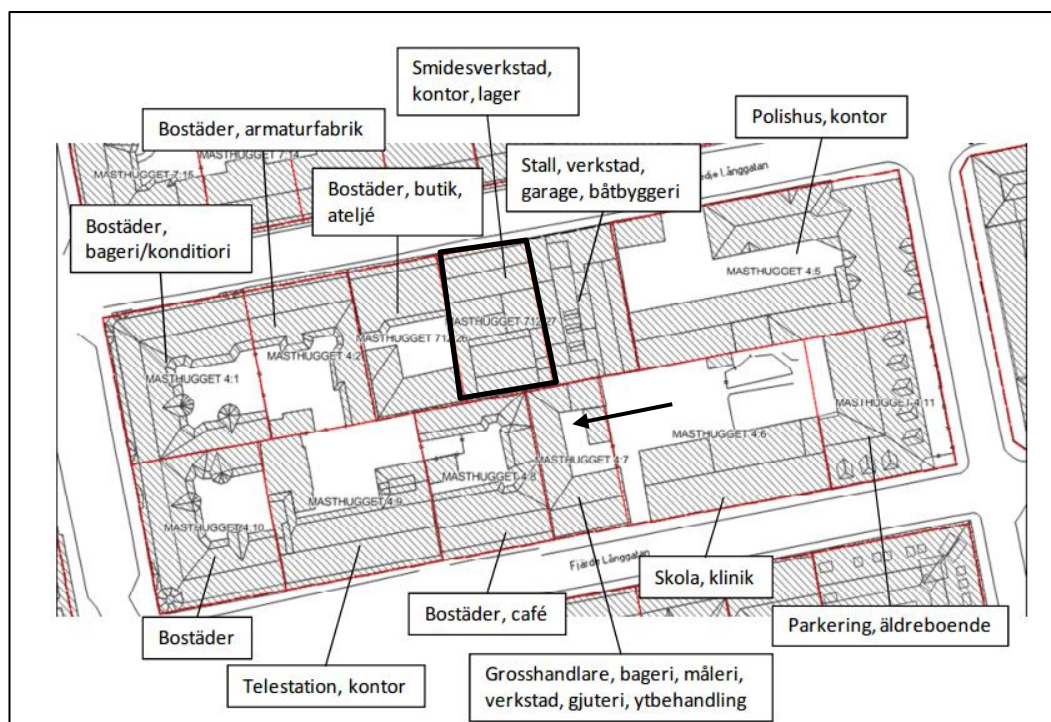 Smidesverkstad,
kontor, lager
Polishus, kontor
Bostäder, armaturfabrik
Stall, verkstad,
garage, båtbyggeri
Bostäder, butik,
ateljé
Bostäder,
bageri/konditiori
MASTHUGGET 7:14
MASTHUGGET 7:15
Långgatan
MASTHUGGET 4:5
MASTHUGGET 712:27
MASTHUGGET 712:26
MASTHUGGET 4:2
MASTHUGGET 4:1
MASTHUGGET 4:11
MASTHUGGET 4:6
MASTHUGGET 4:7
MASTHUGGET 4:8
MASTHUGGET 4:9
MASTHUGGET 4:10
Fjärde Långgatan
Skola, klinik
Bostäder, café
Parkering, äldreboende
Bostäder
Telestation, kontor
Grosshandlare, bageri, måleri,
verkstad, gjuteri, ytbehandling